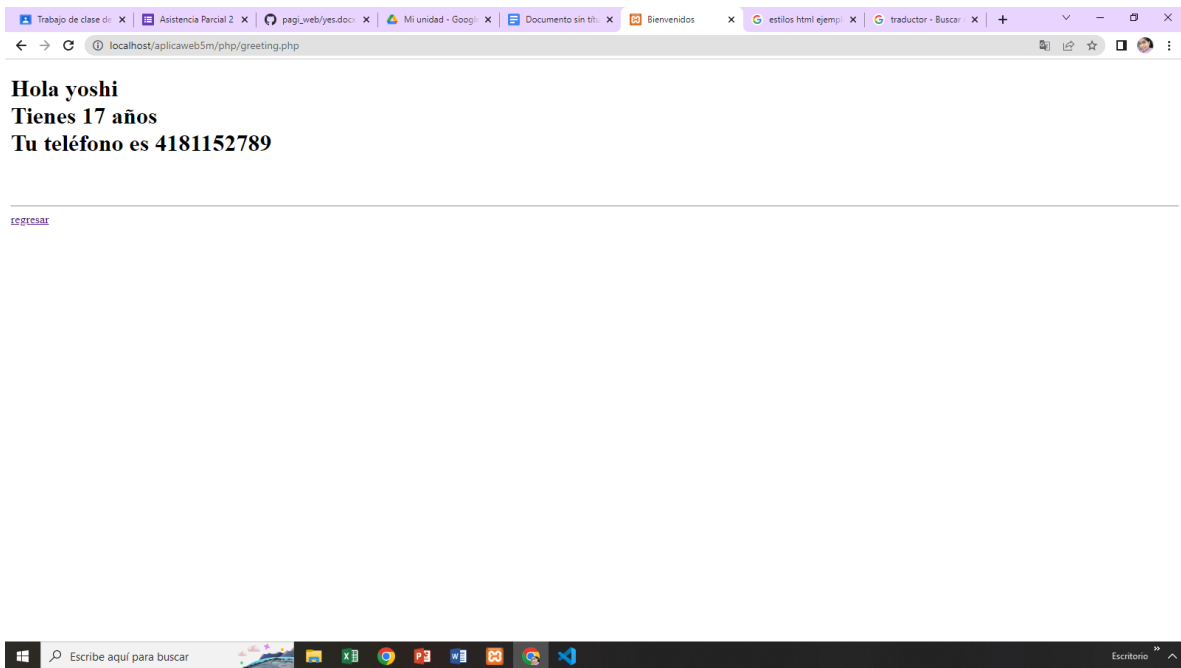 Trabajo de clase de
Asistencia Parcial 2
pagi_web/yes.docx
Mi unidad - Google
Documento sin títu
Bienvenidos
estilos html ejempl
traductor - Buscar
localhost/aplicaweb5m/php/greeting.php
Hola yoshi
Tienes 17 años
Tu teléfono es 4181152789
regresar
Escribe aquí para buscar
Escritorio